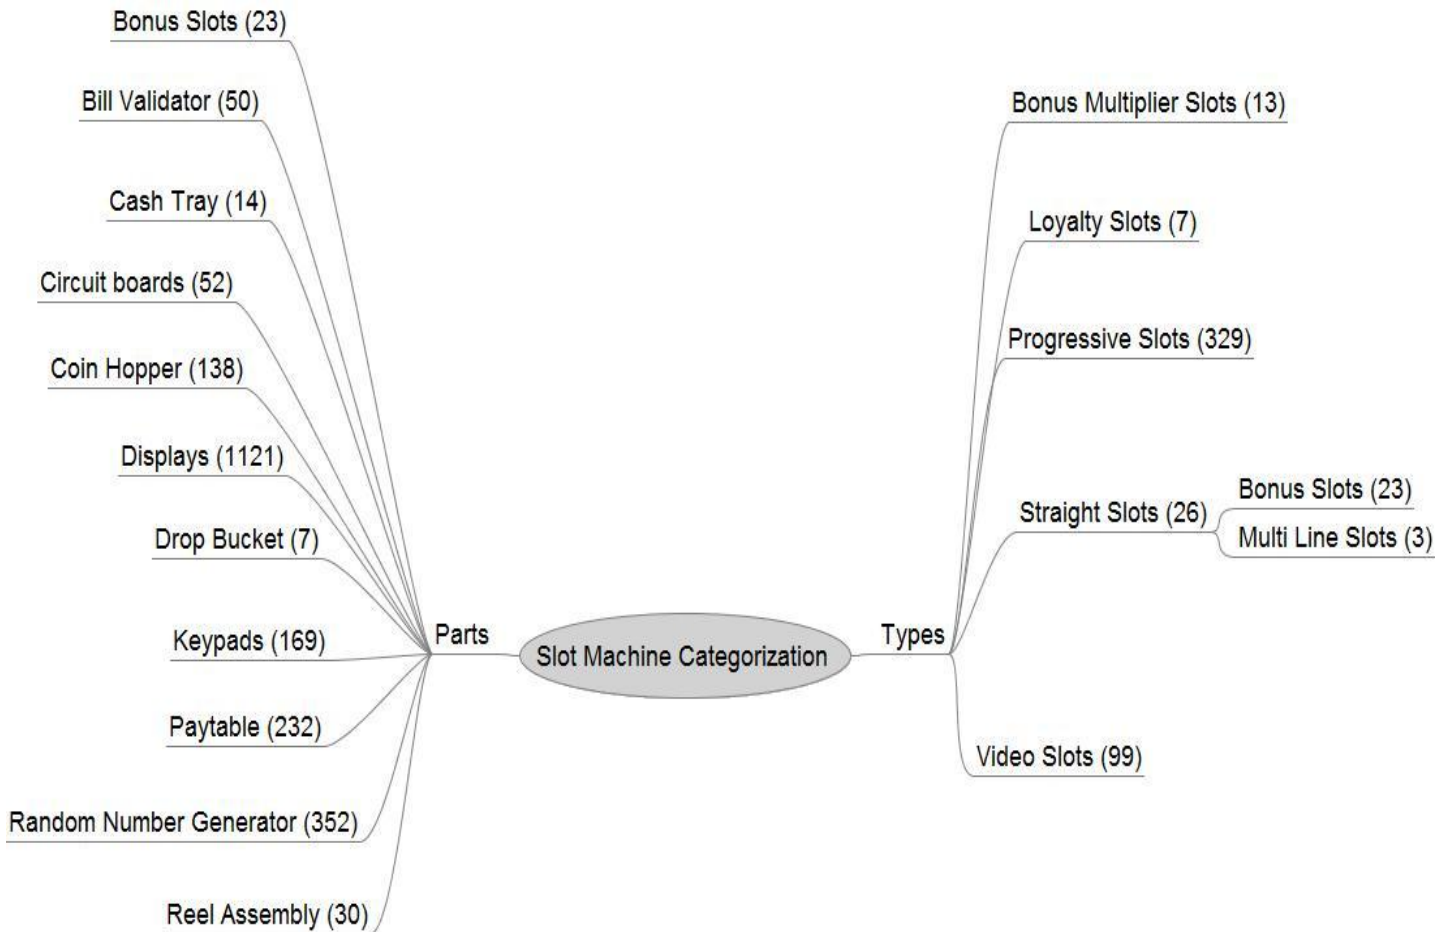 Bonus Slots (23)
Bill Validator (50)
Cash Tray (14)
Circuit boards (52)
Coin Hopper (138)
Displays (1121)
Drop Bucket (7)
Keypads (169)
Paytable (232)
Random Number Generator (352)
Reel Assembly (30)
Parts
Slot Machine Categorization
Types
Bonus Multiplier Slots (13)
Loyalty Slots (7)
Progressive Slots (329)
Straight Slots (26)
Bonus Slots (23)
Multi Line Slots (3)
Video Slots (99)